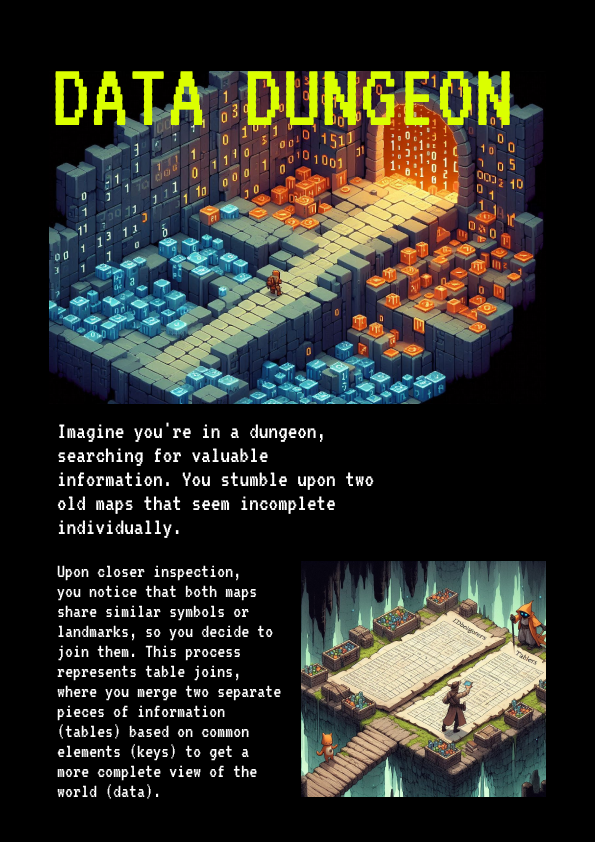 DATA DUNGEON
Imagine you're in a dungeon,
searching for valuable
information. You stumble upon two
old maps that seem incomplete
individually.
Upon closer inspection,
you notice that both maps
share similar symbols or
landmarks, so you decide to
join them. This process
represents table joins,
where you merge two separate
pieces of information
(tables) based on common
elements (keys) to get a
more complete view of the
world (data).
Tablers